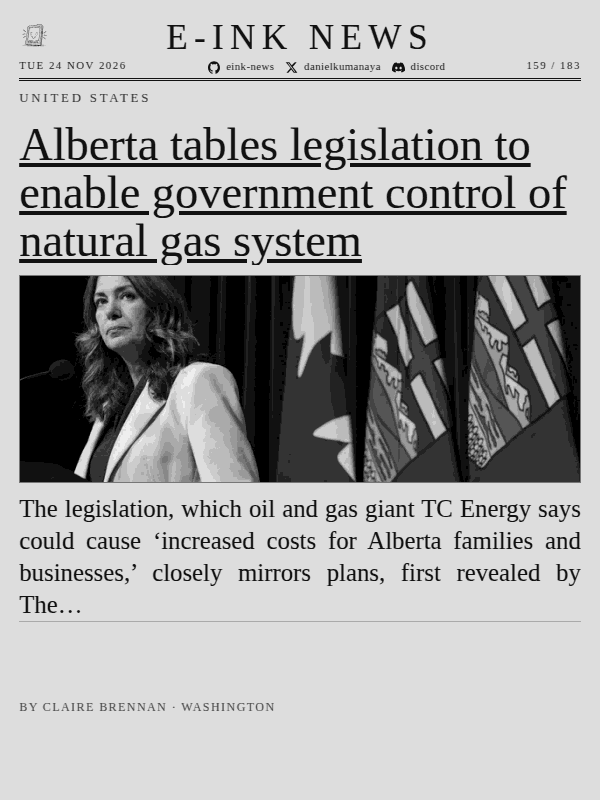 E-INK NEWS
TUE 24 NOV 2026
eink-news danielkumanaya discord
159 / 183
UNITED STATES
Alberta tables legislation to
enable government control of
natural gas system
The legislation, which oil and gas giant TC Energy says
could cause ‘increased costs for Alberta families and
businesses,’ closely mirrors plans, first revealed by
The…
BY CLAIRE BRENNAN · WASHINGTON